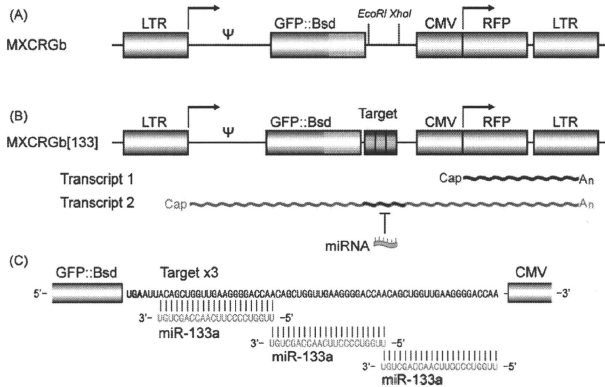 (A)
MXCRGb
LTR
Ψ
GFP::Bsd
EcoRI XhoI
CMV
RFP
LTR
(B)
MXCRGb[133]
LTR
Ψ
GFP::Bsd
Target
CMV
RFP
LTR
Transcript 1
Cap
An
Transcript 2
Cap
An
miRNA
(C)
GFP::Bsd
Target x3
CMV
5'- UGAAUUACAGCUGGUUGAAGGGGACCAACAGCUGGUUGAAGGGGACCAACAGCUGGUUGAAGGGGACCAA -3'
3'- UGUCGACCAACUUCCCCUGGUU -5'
miR-133a
3'- UGUCGACCAACUUCCCCUGGUU -5'
miR-133a
3'- UGUCGACCAACUUCCCCUGGUU -5'
miR-133a